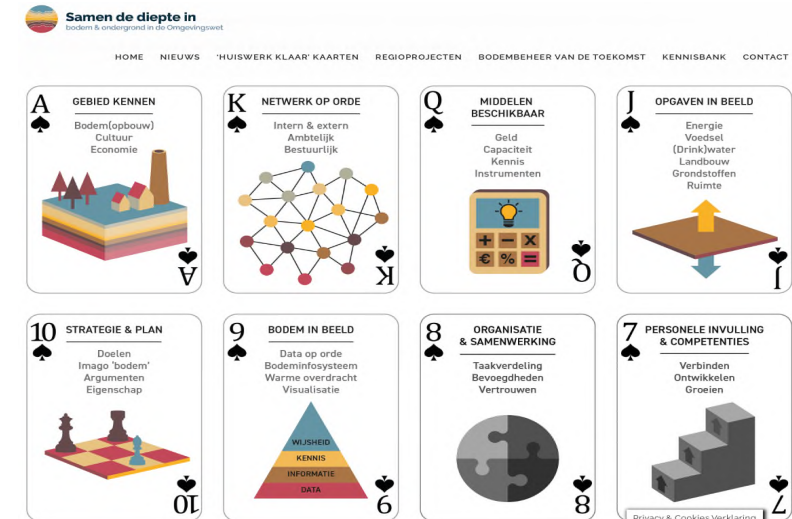 Samen de diepte in
bodem & ondergrond in de Omgevingswet
HOME NIEUWS 'HUISWERK KLAAR' KAARTEN REGIOPROJECTEN BODEMBEHEER VAN DE TOEKOMST KENNISBANK CONTACT
A
GEBIED KENNEN
Bodem(opbouw)
Cultuur
Economie
A
K
NETWERK OP ORDE
Intern & extern
Ambtelijk
Bestuurlijk
K
Q
MIDDELEN
BESCHIKBAAR
Geld
Capaciteit
Kennis
Instrumenten
+ − x
€ % =
Q
J
OPGAVEN IN BEELD
Energie
Voedsel
(Drink)water
Landbouw
Grondstoffen
Ruimte
J
10
STRATEGIE & PLAN
Doelen
Imago 'bodem'
Argumenten
Eigenschap
10
9
BODEM IN BEELD
Data op orde
Bodeminfosysteem
Warme overdracht
Visualisatie
WIJSHEID
KENNIS
INFORMATIE
DATA
9
8
ORGANISATIE
& SAMENWERKING
Taakverdeling
Bevoegdheden
Vertrouwen
8
7
PERSONELE INVULLING
& COMPETENTIES
Verbinden
Ontwikkelen
Groeien
7
Privacy & Cookies Verklaring